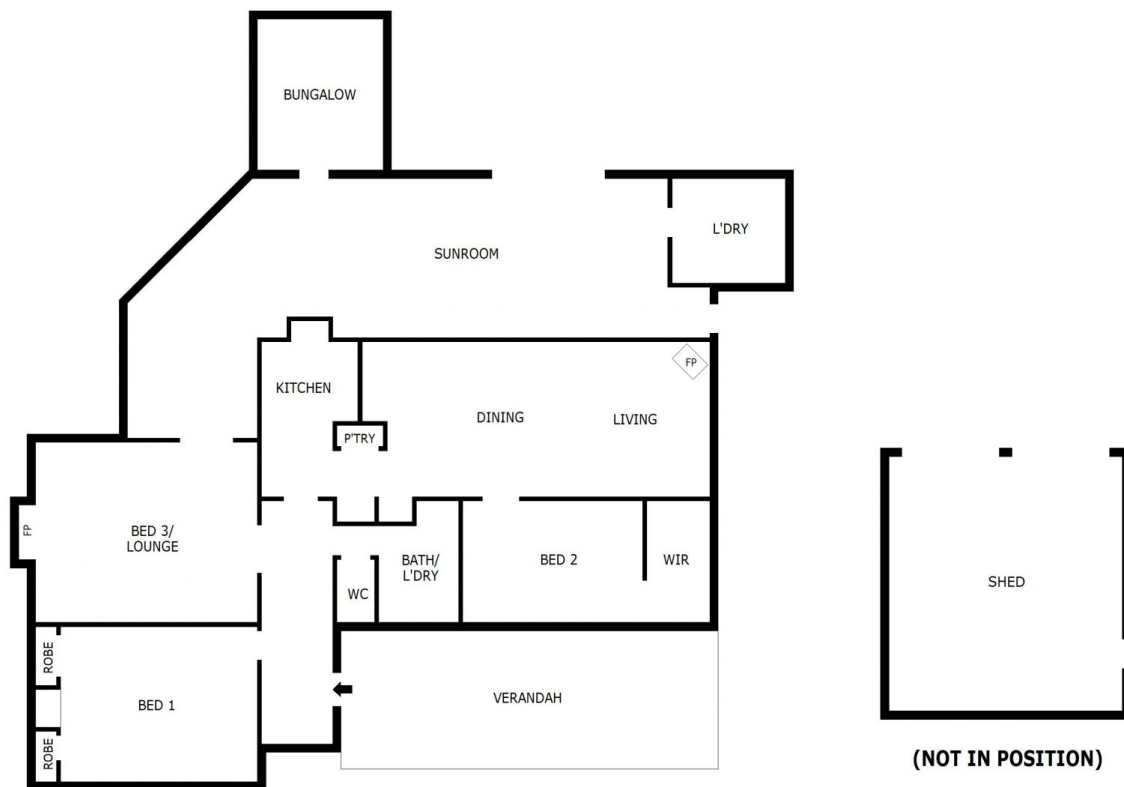 BUNGALOW
L'DRY
SUNROOM
FP
KITCHEN
DINING
LIVING
P'TRY
FP
BED 3/
LOUNGE
BATH/
L'DRY
BED 2
WIR
WC
SHED
ROBE
BED 1
VERANDAH
ROBE
(NOT IN POSITION)